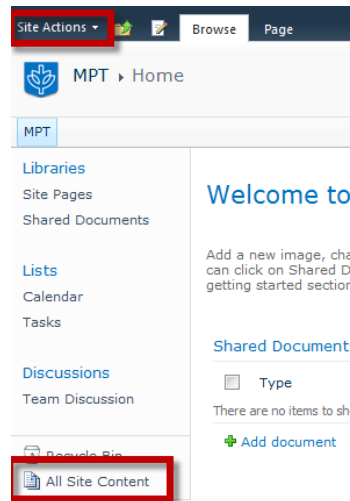 Site Actions
Browse
Page
MPT
Home
MPT
Libraries
Site Pages
Shared Documents
Welcome to
Add a new image, cha
can click on Shared D
getting started section
Lists
Calendar
Tasks
Shared Document
Type
There are no items to sh
Add document
Discussions
Team Discussion
Recycle Bin
All Site Content